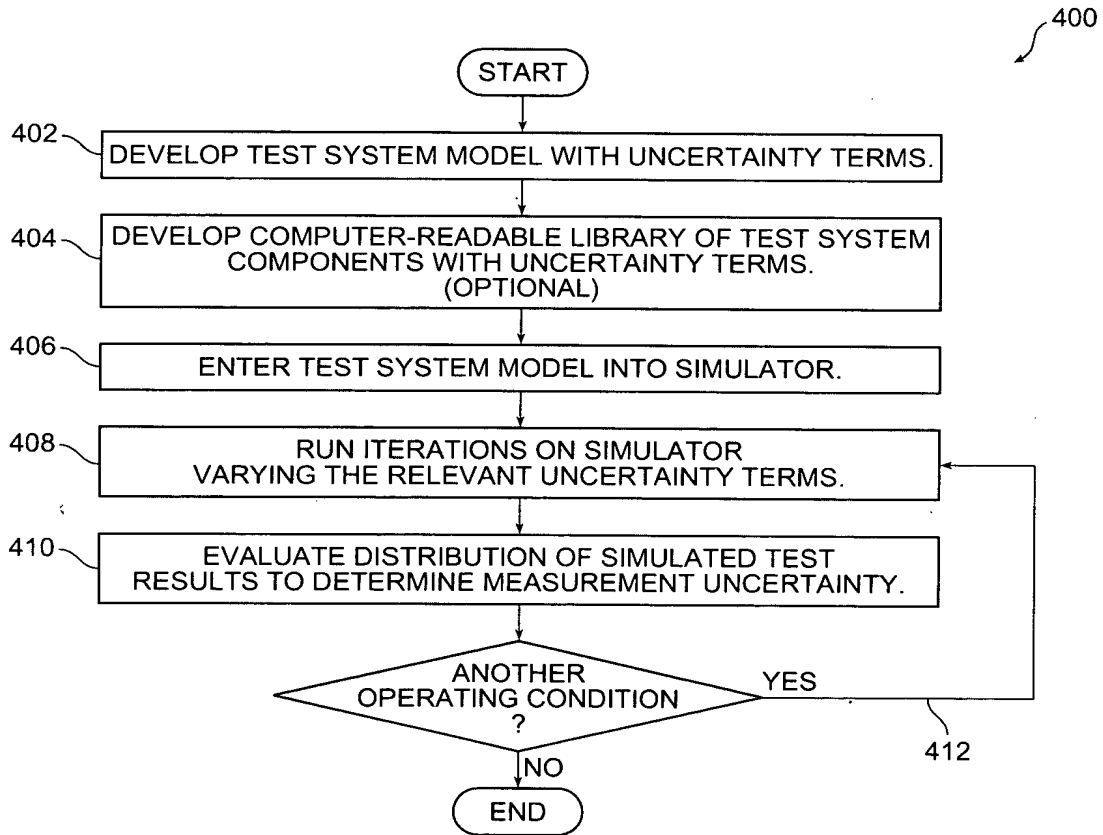 400
START
402
DEVELOP TEST SYSTEM MODEL WITH UNCERTAINTY TERMS.
404
DEVELOP COMPUTER-READABLE LIBRARY OF TEST SYSTEM
COMPONENTS WITH UNCERTAINTY TERMS.
(OPTIONAL)
406
ENTER TEST SYSTEM MODEL INTO SIMULATOR.
408
RUN ITERATIONS ON SIMULATOR
VARYING THE RELEVANT UNCERTAINTY TERMS.
410
EVALUATE DISTRIBUTION OF SIMULATED TEST
RESULTS TO DETERMINE MEASUREMENT UNCERTAINTY.
ANOTHER
OPERATING CONDITION
?
YES
412
NO
END